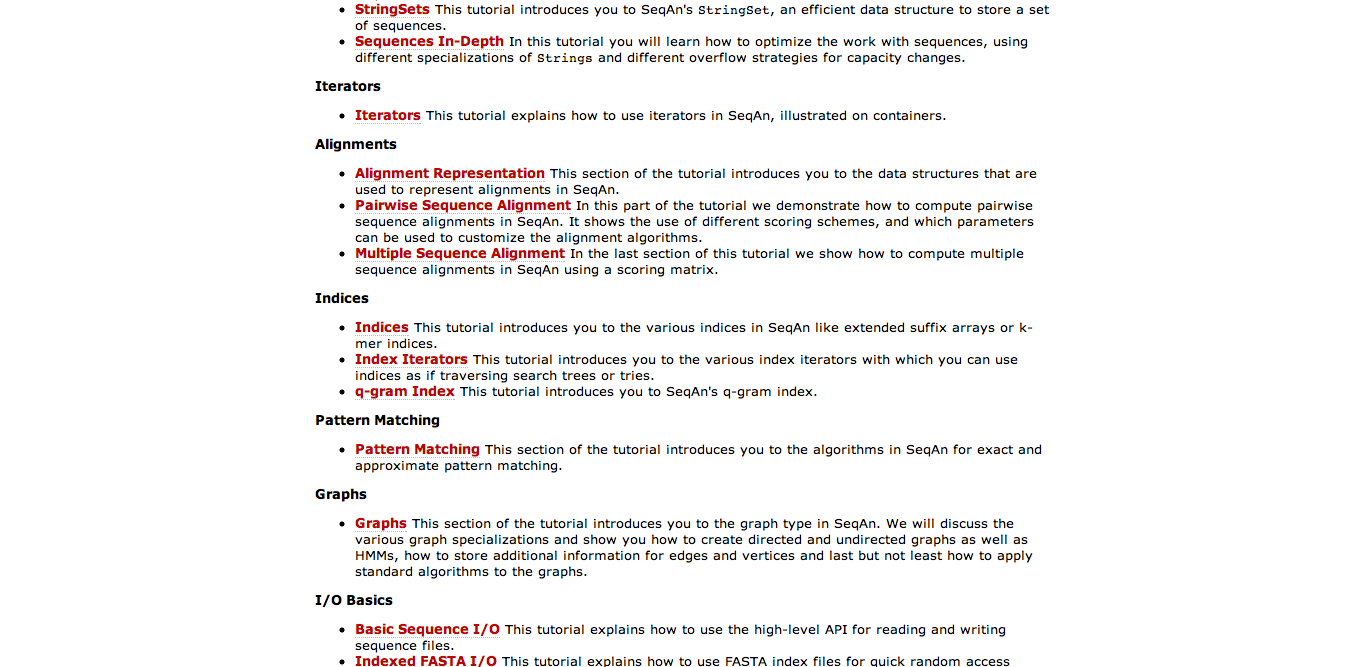 StringSets This tutorial introduces you to SeqAn's StringSet, an efficient data structure to store a set
of sequences.
Sequences In-Depth In this tutorial you will learn how to optimize the work with sequences, using
different specializations of Strings and different overflow strategies for capacity changes.
Iterators
Iterators This tutorial explains how to use iterators in SeqAn, illustrated on containers.
Alignments
Alignment Representation This section of the tutorial introduces you to the data structures that are
used to represent alignments in SeqAn.
Pairwise Sequence Alignment In this part of the tutorial we demonstrate how to compute pairwise
sequence alignments in SeqAn. It shows the use of different scoring schemes, and which parameters
can be used to customize the alignment algorithms.
Multiple Sequence Alignment In the last section of this tutorial we show how to compute multiple
sequence alignments in SeqAn using a scoring matrix.
Indices
Indices This tutorial introduces you to the various indices in SeqAn like extended suffix arrays or k-
mer indices.
Index Iterators This tutorial introduces you to the various index iterators with which you can use
indices as if traversing search trees or tries.
q-gram Index This tutorial introduces you to SeqAn's q-gram index.
Pattern Matching
Pattern Matching This section of the tutorial introduces you to the algorithms in SeqAn for exact and
approximate pattern matching.
Graphs
Graphs This section of the tutorial introduces you to the graph type in SeqAn. We will discuss the
various graph specializations and show you how to create directed and undirected graphs as well as
HMMs, how to store additional information for edges and vertices and last but not least how to apply
standard algorithms to the graphs.
I/O Basics
Basic Sequence I/O This tutorial explains how to use the high-level API for reading and writing
sequence files.
Indexed FASTA I/O This tutorial explains how to use FASTA index files for quick random access